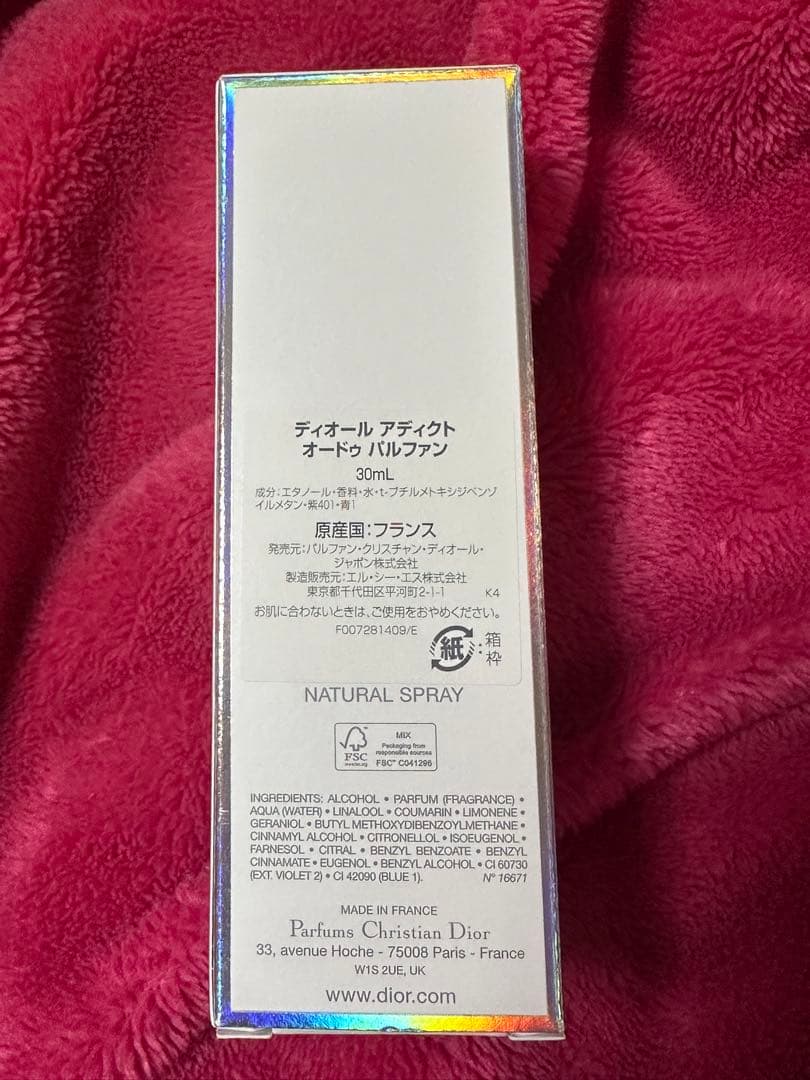 ディオール アディクト
オードゥ パルファン
30mL
成分：エタノール・香料・水・t-ブチルメトキシジベンゾ
イルメタン・紫401・青1
原産国：フランス
発売元：パルファン・クリスチャン・ディオール・
ジャポン株式会社
製造販売元：エル・シー・エス株式会社
東京都千代田区平河町2-1-1 K4
お肌に合わないときは、ご使用をおやめください。
F007281409/E
紙：箱
枠
NATURAL SPRAY
FSC
www.fsc.org
MIX
Packaging from
responsible sources
FSC™ C041296
INGREDIENTS: ALCOHOL • PARFUM (FRAGRANCE) •
AQUA (WATER) • LINALOOL • COUMARIN • LIMONENE •
GERANIOL • BUTYL METHOXYDIBENZOYLMETHANE •
CINNAMYL ALCOHOL • CITRONELLOL • ISOEUGENOL •
FARNESOL • CITRAL • BENZYL BENZOATE • BENZYL
CINNAMATE • EUGENOL • BENZYL ALCOHOL • CI 60730
(EXT. VIOLET 2) • CI 42090 (BLUE 1). N° 16671
MADE IN FRANCE
Parfums Christian Dior
33, avenue Hoche - 75008 Paris - France
W1S 2UE, UK
www.dior.com